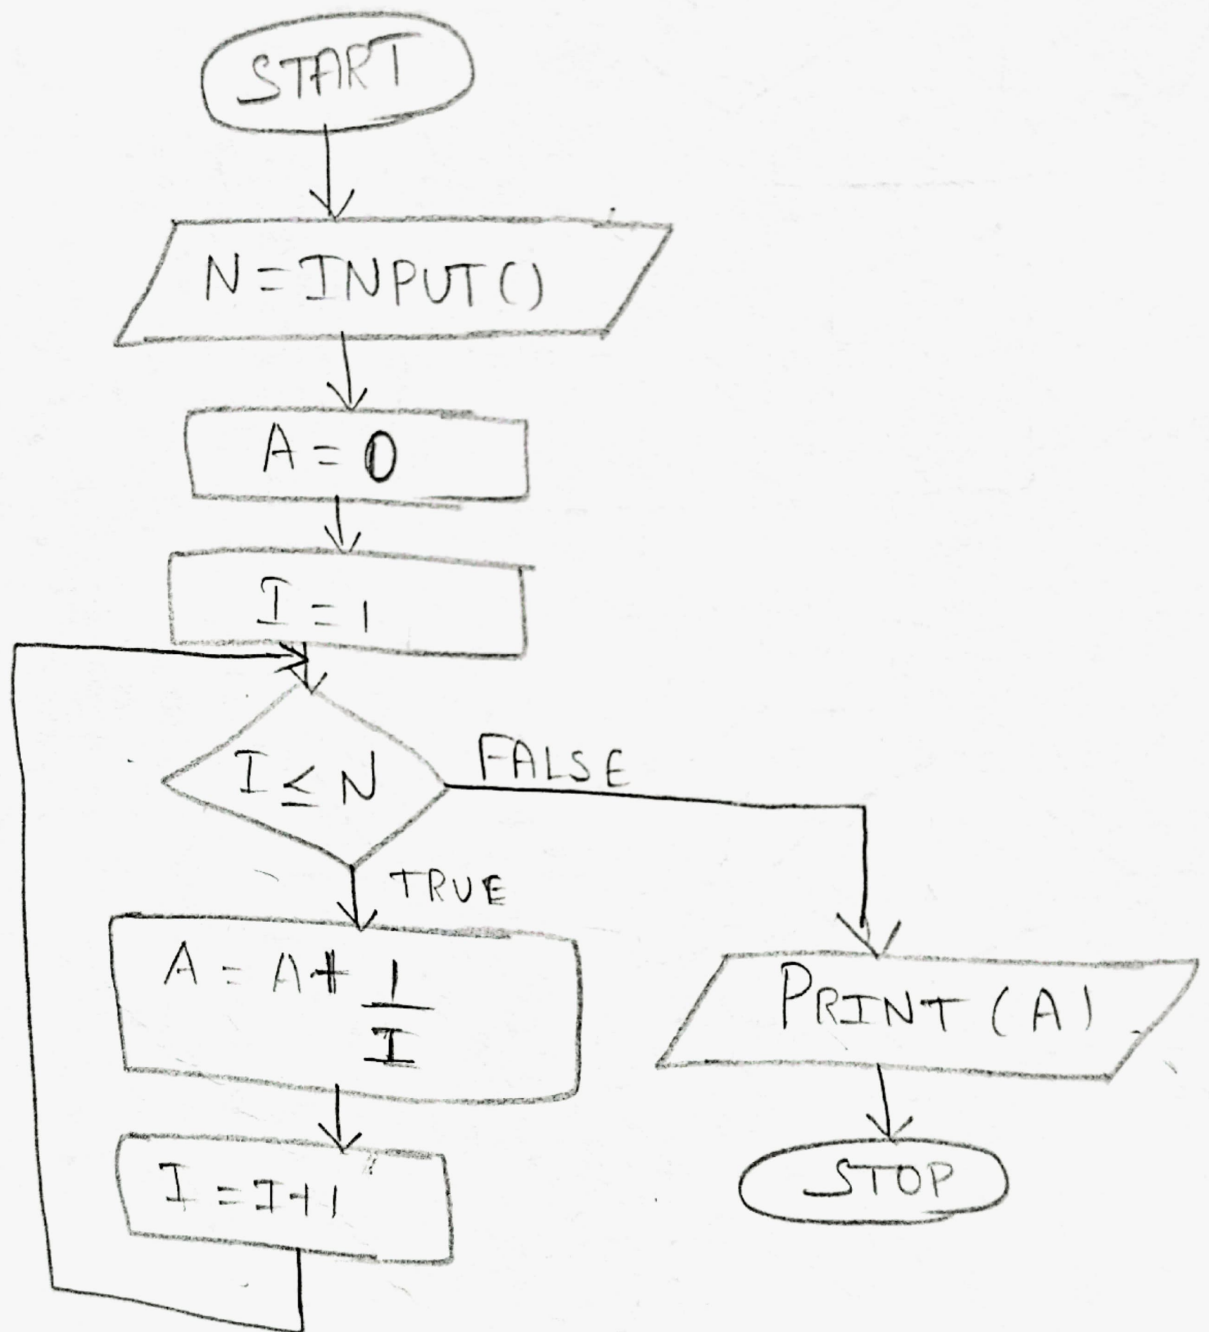 START
N = INPUT()
A = 0
I = 1
I ≤ N
FALSE
TRUE
A = A + 1/I
I = I+1
PRINT (A)
STOP